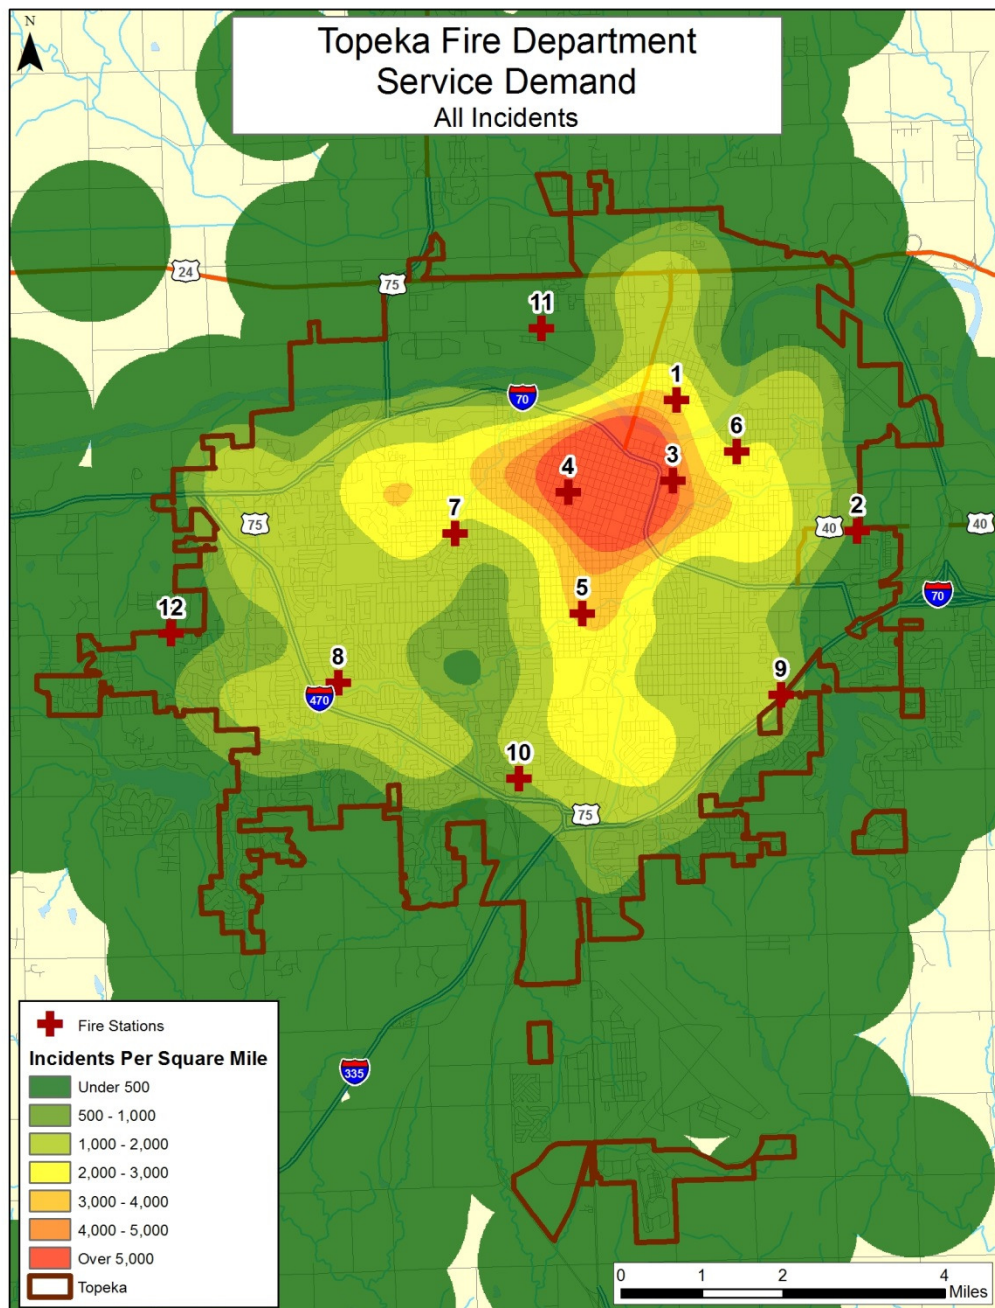 N
Topeka Fire Department
Service Demand
All Incidents
24
75
11
70
1
6
4
3
75
7
40
2
40
5
70
12
8
470
9
10
75
335
Fire Stations
Incidents Per Square Mile
Under 500
500 - 1,000
1,000 - 2,000
2,000 - 3,000
3,000 - 4,000
4,000 - 5,000
Over 5,000
Topeka
0 1 2 4
Miles